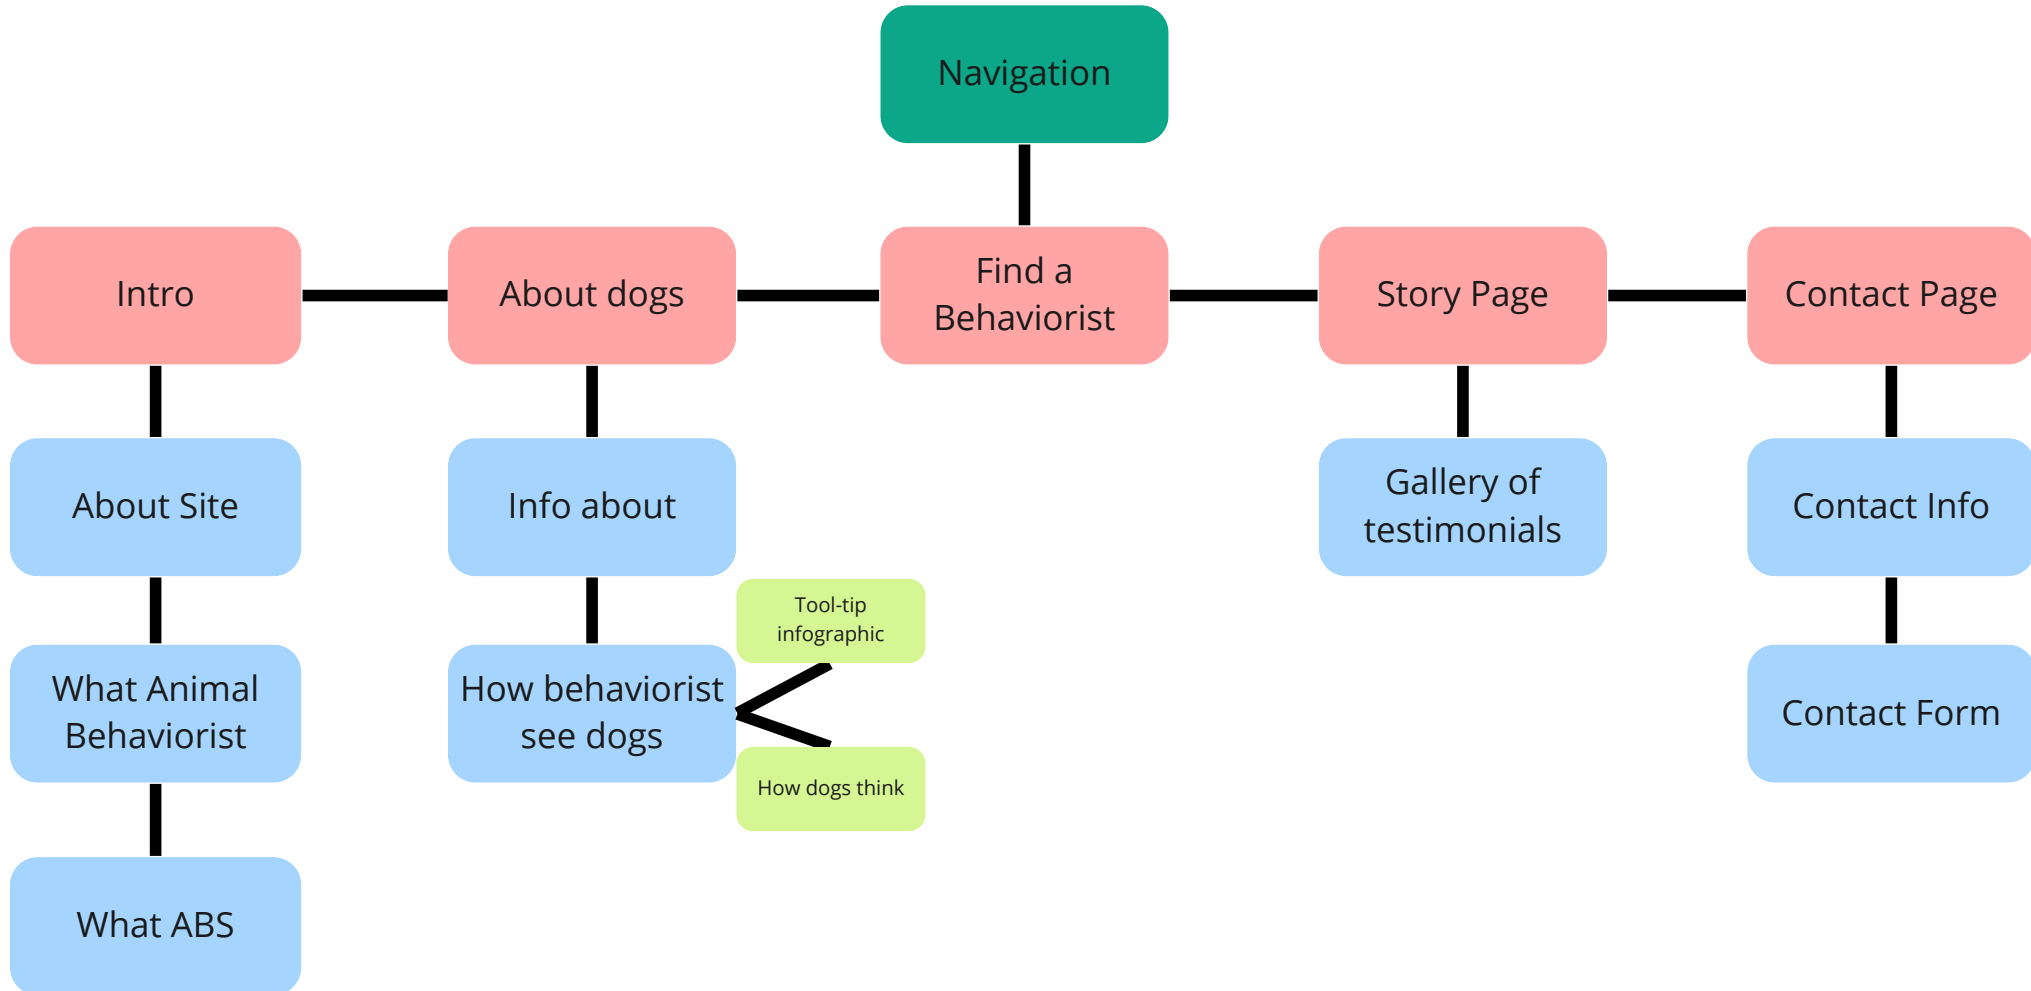 Navigation
Intro
About dogs
Find a
Behaviorist
Story Page
Contact Page
About Site
Info about
Gallery of
testimonials
Contact Info
Tool-tip
infographic
What Animal
Behaviorist
How behaviorist
see dogs
Contact Form
How dogs think
What ABS